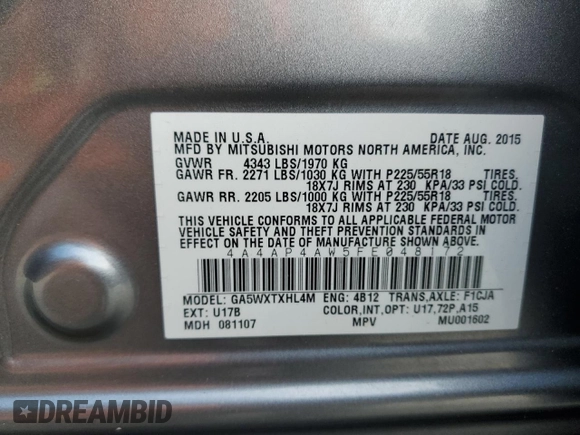 MADE IN U.S.A. DATE AUG. 2015
MFD BY MITSUBISHI MOTORS NORTH AMERICA, INC.
GVWR 4343 LBS/1970 KG
GAWR FR. 2271 LBS/1030 KG WITH P225/55R18 TIRES.
18X7J RIMS AT 230 KPA/33 PSI COLD.
GAWR RR. 2205 LBS/1000 KG WITH P225/55R18 TIRES.
18X7J RIMS AT 230 KPA/33 PSI COLD.
THIS VEHICLE CONFORMS TO ALL APPLICABLE FEDERAL MOTOR
VEHICLE SAFETY AND THEFT PREVENTION STANDARDS IN
EFFECT ON THE DATE OF MANUFACTURE SHOWN ABOVE.
4A4AP4AW5FE048172
MODEL: GA5WXTXHL4M ENG: 4B12 TRANS,AXLE: F1CJA
EXT: U17B COLOR,INT,OPT: U17,72P,A15
MDH 081107 MPV MU001602
DREAMBID